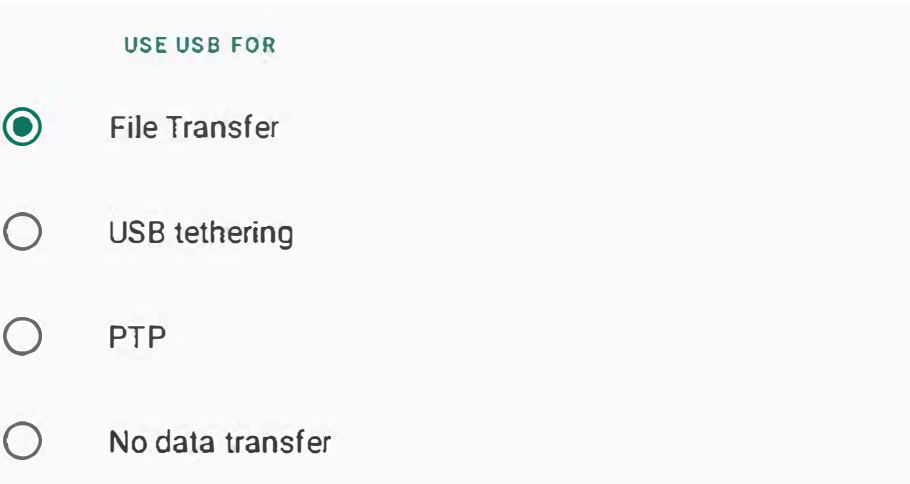 USE USB FOR
File Transfer
USB tethering
PTP
No data transfer